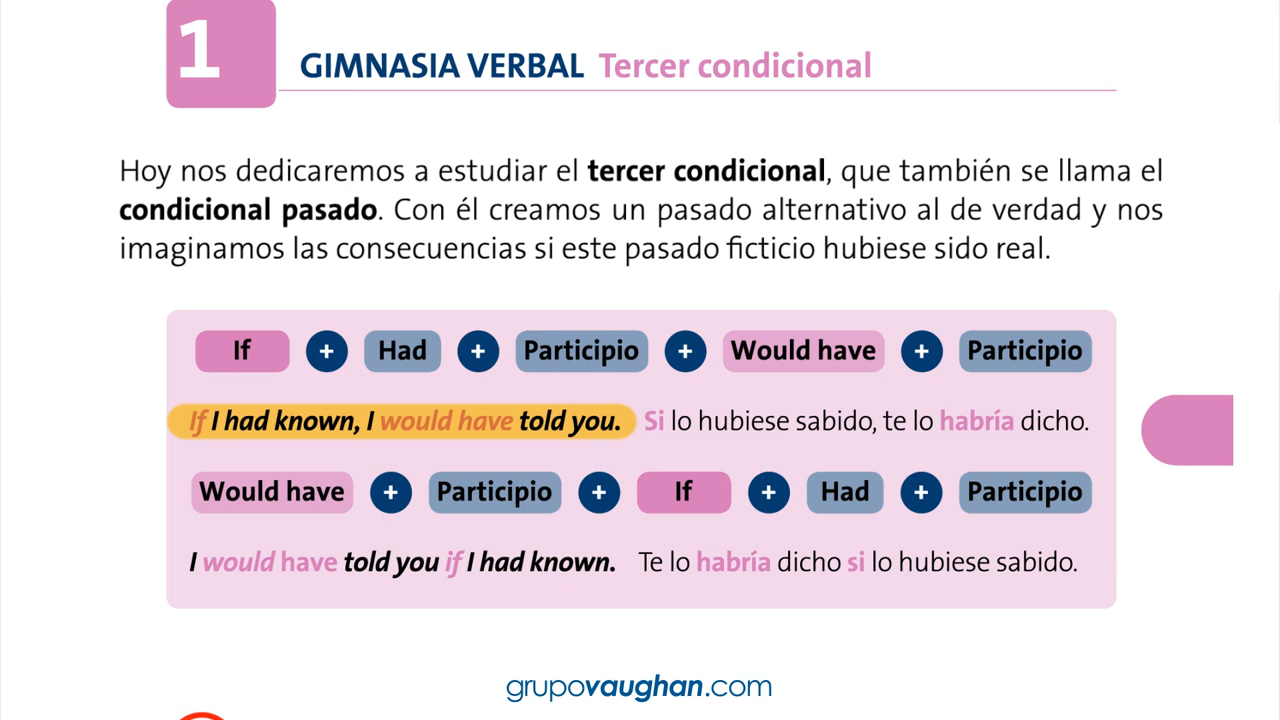 1
GIMNASIA VERBAL Tercer condicional
Hoy nos dedicaremos a estudiar el tercer condicional, que también se llama el
condicional pasado. Con él creamos un pasado alternativo al de verdad y nos
imaginamos las consecuencias si este pasado ficticio hubiese sido real.
If + Had + Participio + Would have + Participio
If I had known, I would have told you. Si lo hubiese sabido, te lo habría dicho.
Would have + Participio + If + Had + Participio
I would have told you if I had known. Te lo habría dicho si lo hubiese sabido.
grupovaughan.com